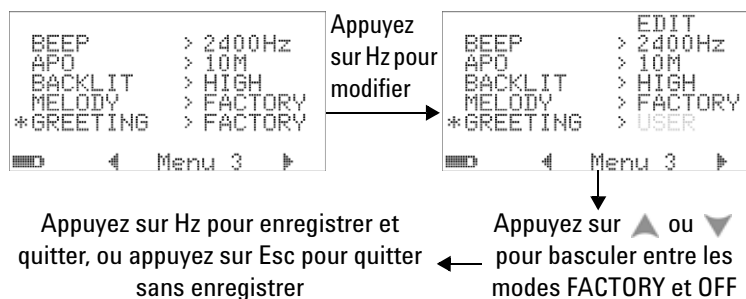 BEEP > 2400Hz
APO > 10M
BACKLIT > HIGH
MELODY > FACTORY
*GREETING > FACTORY
Menu 3
Appuyez
sur Hz pour
modifier
EDIT
BEEP > 2400Hz
APO > 10M
BACKLIT > HIGH
MELODY > FACTORY
*GREETING > USER
Menu 3
Appuyez sur ou
pour basculer entre les
modes FACTORY et OFF
Appuyez sur Hz pour enregistrer et
quitter, ou appuyez sur Esc pour quitter
sans enregistrer